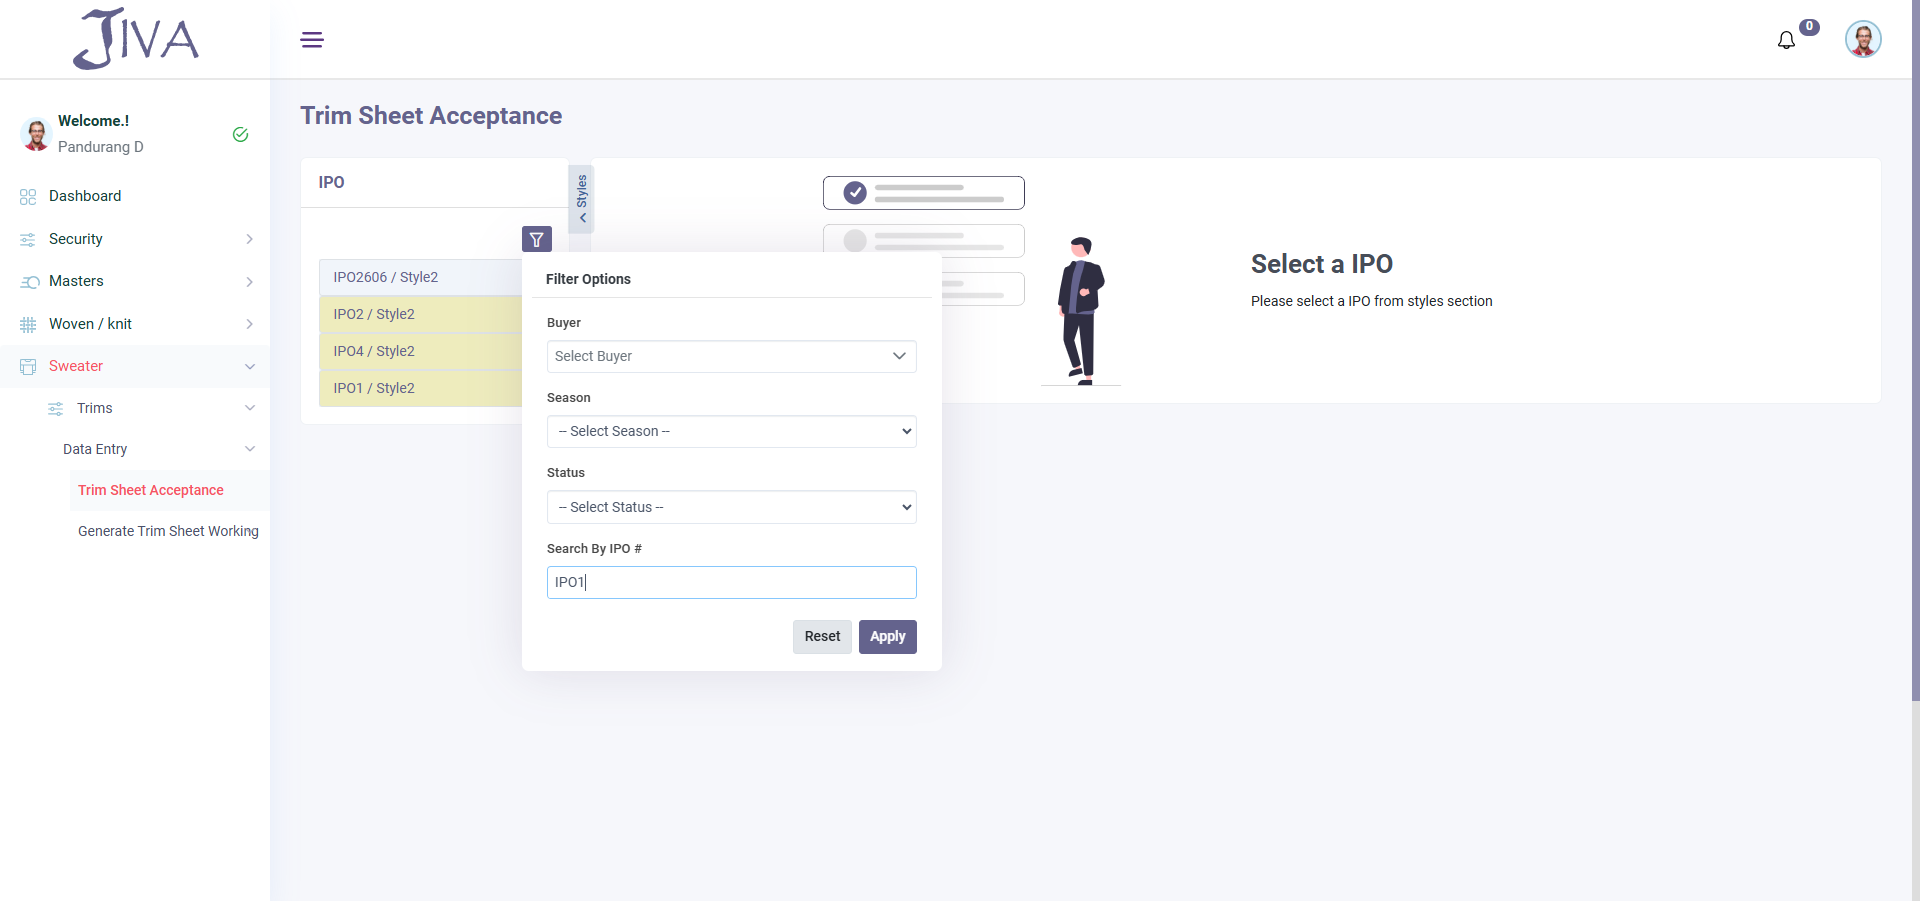 JIVA
0
Welcome.!
Pandurang D
Dashboard
Security
Masters
Woven / knit
Sweater
Trims
Data Entry
Trim Sheet Acceptance
Generate Trim Sheet Working
Trim Sheet Acceptance
IPO
Styles
IPO2606 / Style2
IPO2 / Style2
IPO4 / Style2
IPO1 / Style2
Filter Options
Buyer
Select Buyer
Season
-- Select Season --
Status
-- Select Status --
Search By IPO #
IPO1
Reset
Apply
Select a IPO
Please select a IPO from styles section